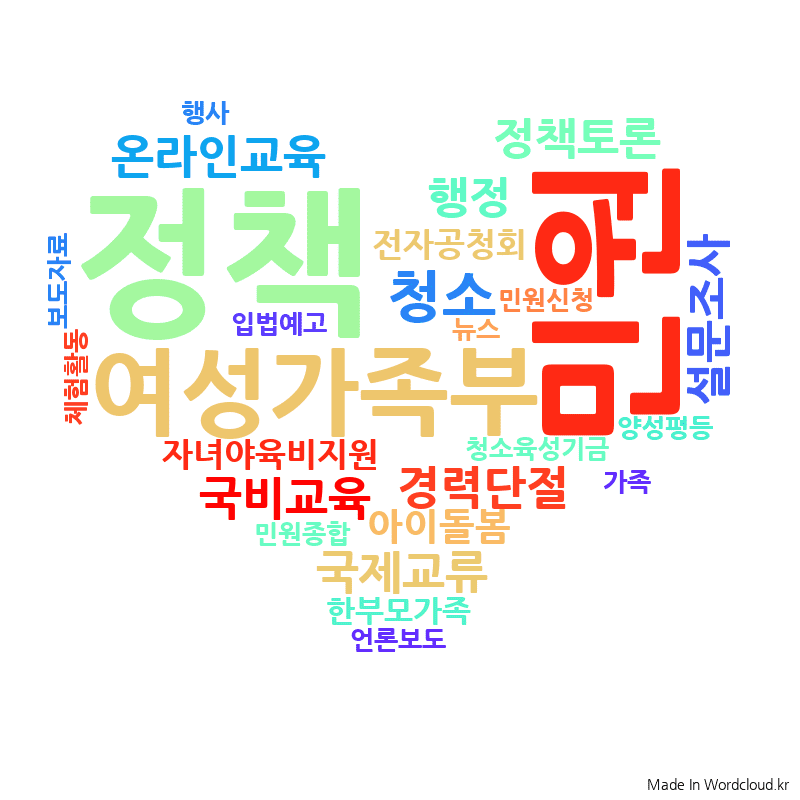 행사
온라인교육
정책토론
정책
행정
민원
전자공청회
보도자료
청소
설문조사
민원신청
입법예고
뉴스
체험활동
여성가족부
양성평등
자녀야육비지원
청소육성기금
국비교육
경력단절
가족
민원종합
아이돌봄
국제교류
한부모가족
언론보도
Made In Wordcloud.kr